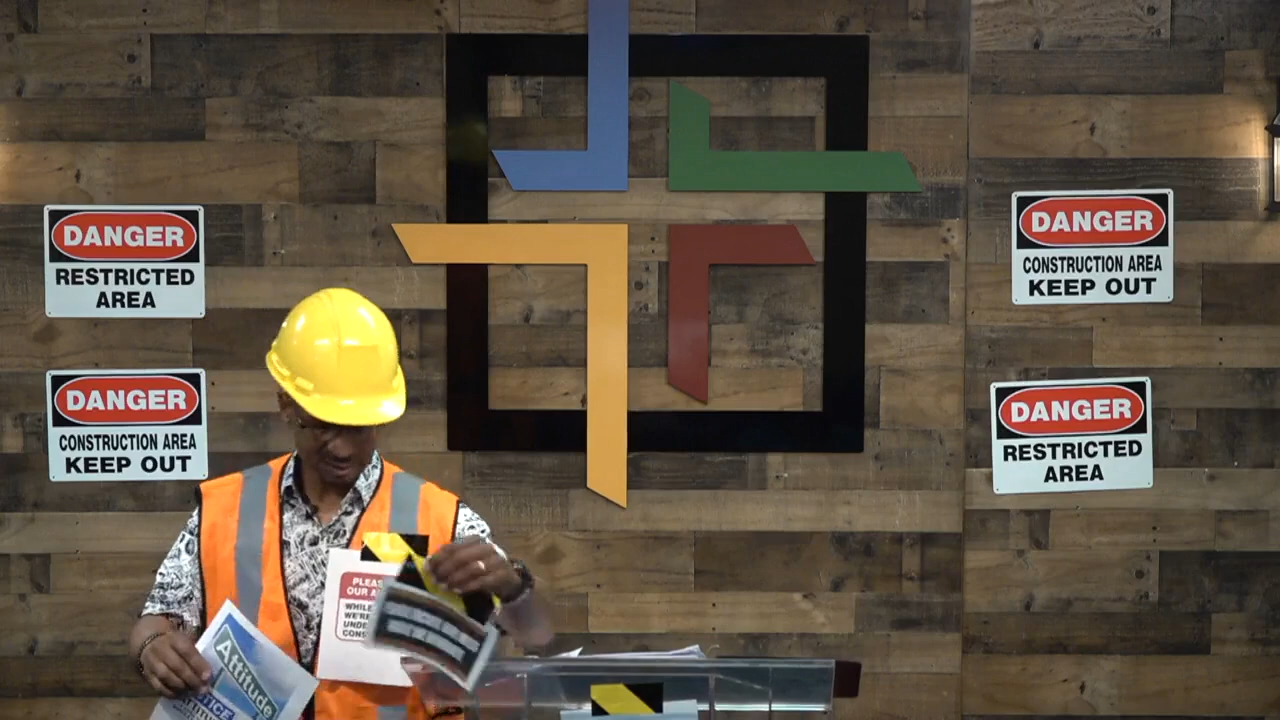 DANGER
RESTRICTED
AREA
DANGER
CONSTRUCTION AREA
KEEP OUT
DANGER
CONSTRUCTION AREA
KEEP OUT
DANGER
RESTRICTED
AREA
PLEAS
OUR A
WHILE
WE'RE
UNDE
CONS
Attitude